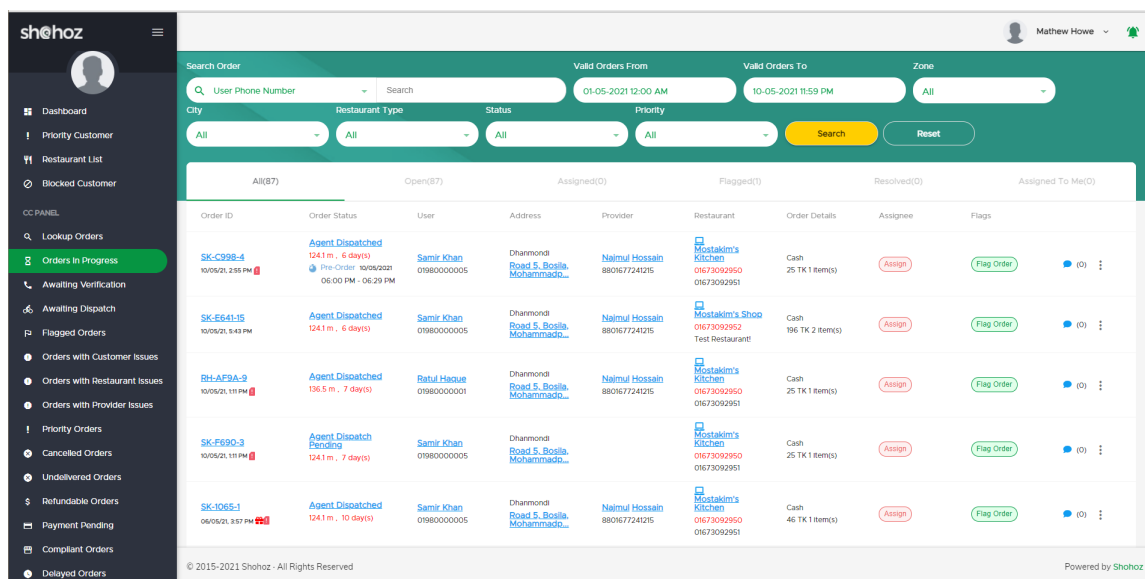 shohoz
Mathew Howe
Dashboard
Priority Customer
Restaurant List
Blocked Customer
CC PANEL
Lookup Orders
Orders In Progress
Awaiting Verification
Awaiting Dispatch
Flagged Orders
Orders with Customer Issues
Orders with Restaurant Issues
Orders with Provider Issues
Priority Orders
Cancelled Orders
Undelivered Orders
Refundable Orders
Payment Pending
Compliant Orders
Delayed Orders
Search Order Valid Orders From Valid Orders To Zone
User Phone Number Search 01-05-2021 12:00 AM 10-05-2021 11:59 PM All
City Restaurant Type Status Priority
All All All All Search Reset
All(87) Open(87) Assigned(0) Flagged(1) Resolved(0) Assigned To Me(0)
Order ID Order Status User Address Provider Restaurant Order Details Assignee Flags
SK-C998-4
10/05/21, 2:55 PM
Agent Dispatched
124.1 m , 6 day(s)
Pre-Order 10/05/2021
06:00 PM - 06:29 PM
Samir Khan
01980000005
Dhanmondi
Road 5, Bosila,
Mohammadp...
Najmul Hossain
8801677241215
Mostakim's
Kitchen
01673092950
01673092951
Cash
25 TK 1 item(s)
Assign
Flag Order
(0)
SK-E641-15
10/05/21, 5:43 PM
Agent Dispatched
124.1 m , 6 day(s)
Samir Khan
01980000005
Dhanmondi
Road 5, Bosila,
Mohammadp...
Najmul Hossain
8801677241215
Mostakim's Shop
01673092952
Test Restaurant!
Cash
196 TK 2 item(s)
Assign
Flag Order
(0)
RH-AF9A-9
10/05/21, 1:11 PM
Agent Dispatched
136.5 m , 7 day(s)
Ratul Haque
01980000001
Dhanmondi
Road 5, Bosila,
Mohammadp...
Najmul Hossain
8801677241215
Mostakim's
Kitchen
01673092950
01673092951
Cash
25 TK 1 item(s)
Assign
Flag Order
(0)
SK-F690-3
10/05/21, 1:11 PM
Agent Dispatch
Pending
124.1 m , 7 day(s)
Samir Khan
01980000005
Dhanmondi
Road 5, Bosila,
Mohammadp...
Najmul Hossain
8801677241215
Mostakim's
Kitchen
01673092950
01673092951
Cash
25 TK 1 item(s)
Assign
Flag Order
(0)
SK-1065-1
06/05/21, 3:57 PM
Agent Dispatched
124.1 m , 10 day(s)
Samir Khan
01980000005
Dhanmondi
Road 5, Bosila,
Mohammadp...
Najmul Hossain
8801677241215
Mostakim's
Kitchen
01673092950
01673092951
Cash
46 TK 1 item(s)
Assign
Flag Order
(0)
© 2015-2021 Shohoz - All Rights Reserved
Powered by Shohoz